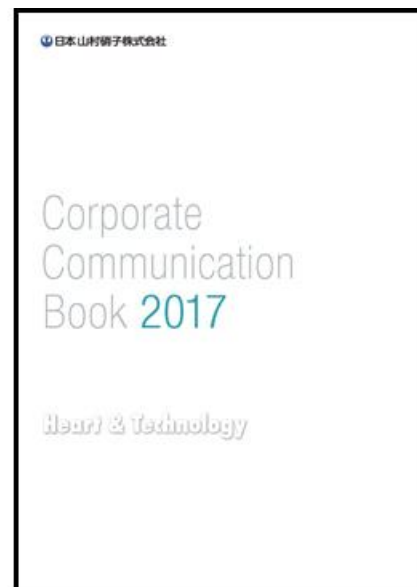 日本山村硝子株式会社
Corporate
Communication
Book 2017
Heart & Technology